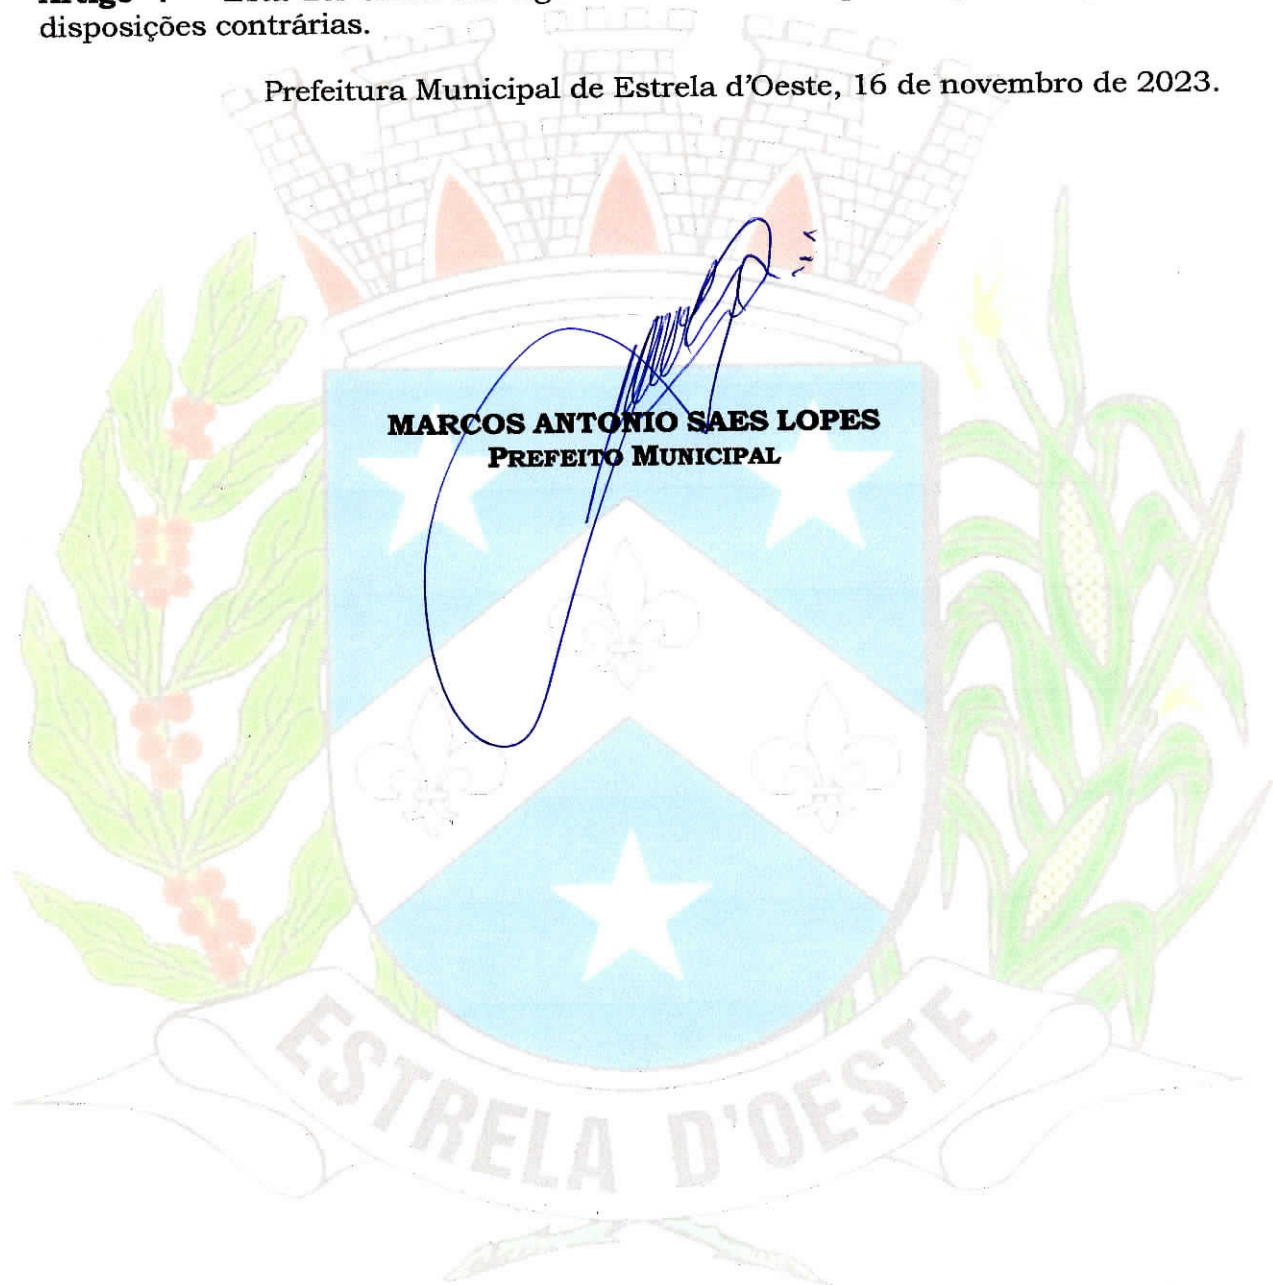 disposições contrárias.
Prefeitura Municipal de Estrela d'Oeste, 16 de novembro de 2023.
MARCOS ANTONIO SAES LOPES
PREFEITO MUNICIPAL
ESTRELA D'OESTE